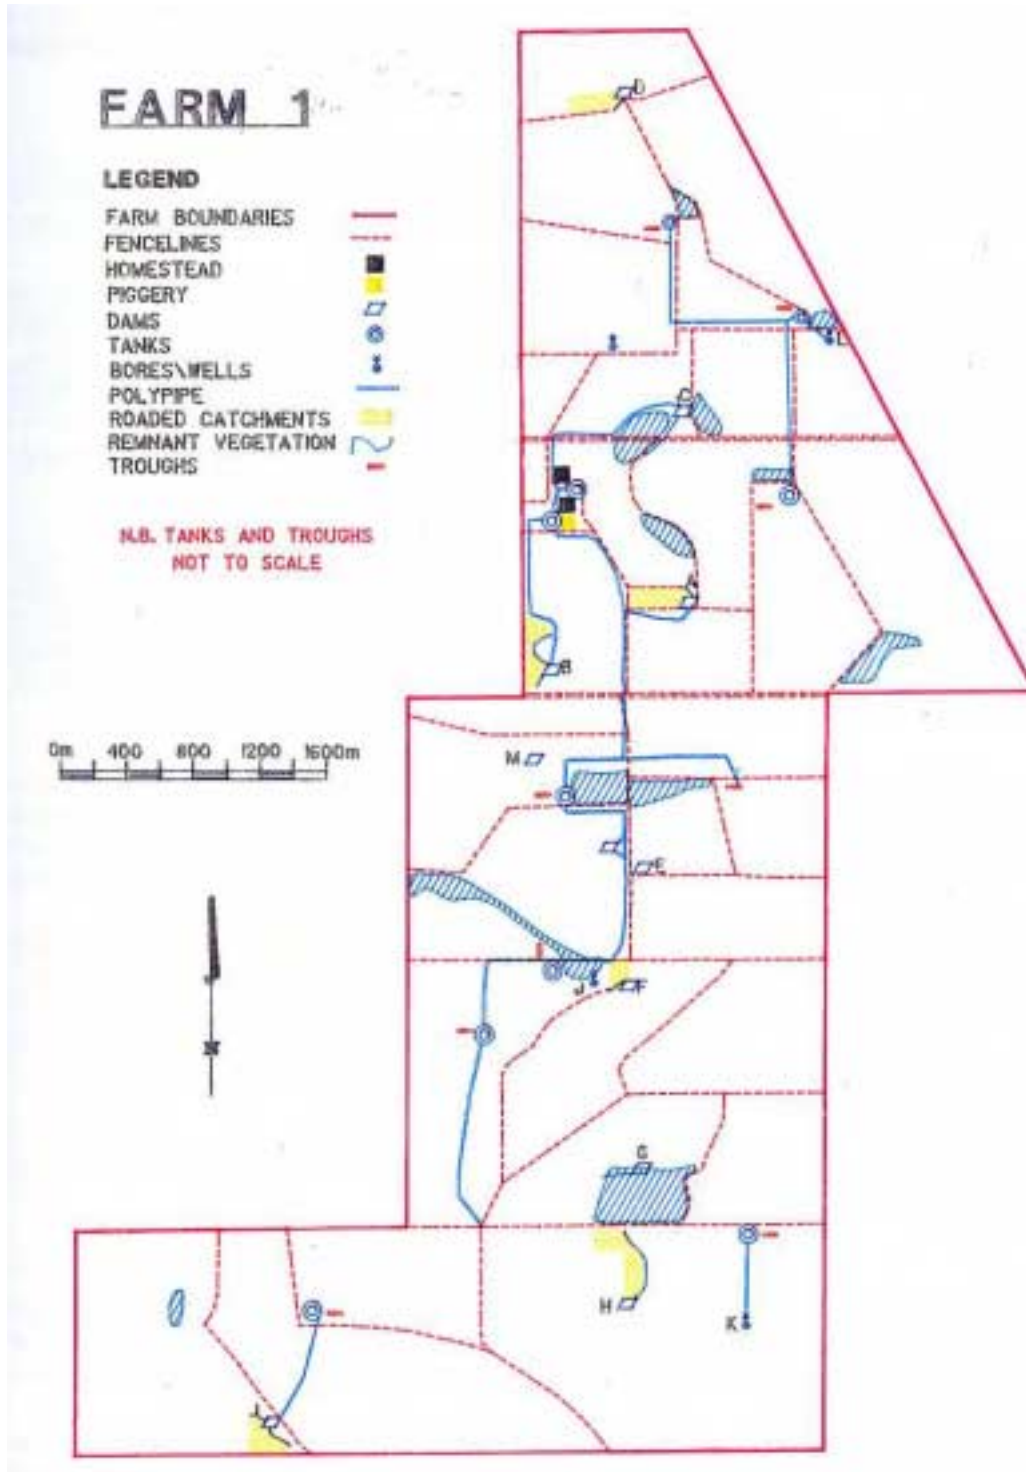 FARM 1
LEGEND
FARM BOUNDARIES
FENCELINES
HOMESTEAD
PIGGERY
DAMS
TANKS
BORES\WELLS
POLYPIPE
ROADED CATCHMENTS
REMNANT VEGETATION
TROUGHS
N.B. TANKS AND TROUGHS
NOT TO SCALE
0m 400 800 1200 1600m
D
L
C
A
B
M
E
J
F
G
H
K
I
N